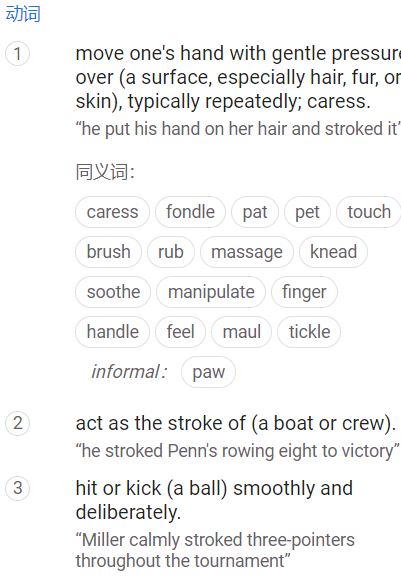 动词
1 move one's hand with gentle pressure
over (a surface, especially hair, fur, or
skin), typically repeatedly; caress.
“he put his hand on her hair and stroked it”
同义词：
caress fondle pat pet touch
brush rub massage knead
soothe manipulate finger
handle feel maul tickle
informal： paw
2 act as the stroke of (a boat or crew).
“he stroked Penn's rowing eight to victory”
3 hit or kick (a ball) smoothly and
deliberately.
“Miller calmly stroked three-pointers
throughout the tournament”